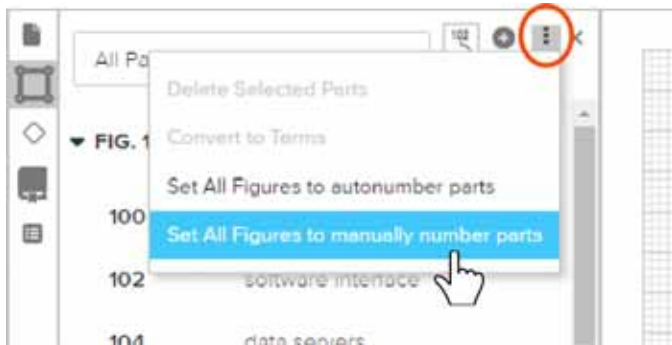 102
All Pa
Delete Selected Parts
Convert to Terms
FIG. 1
Set All Figures to autonumber parts
100
Set All Figures to manually number parts
102 software interface
104 data servers